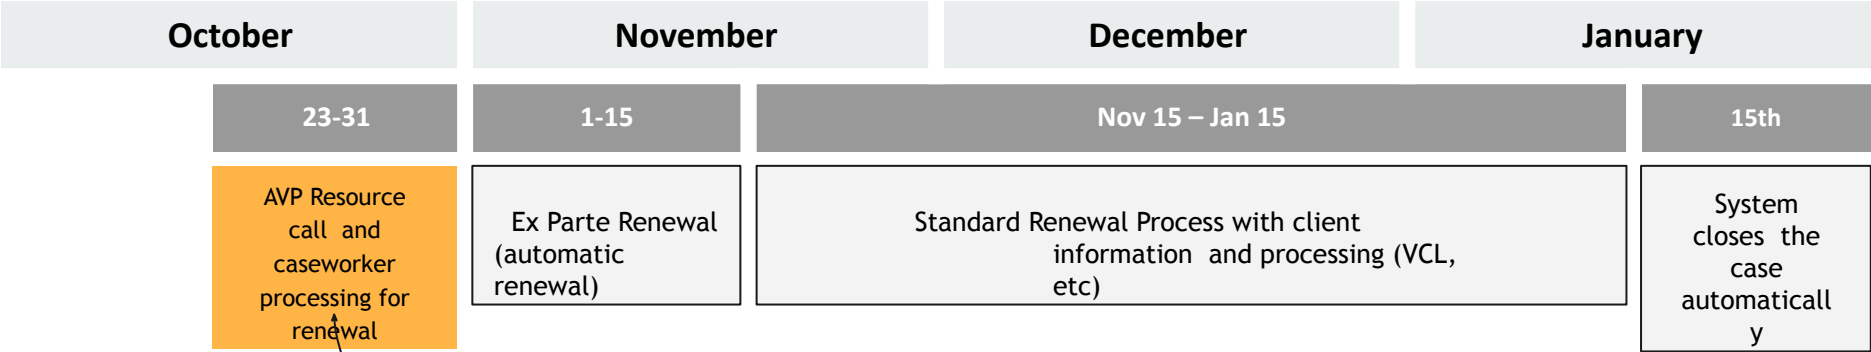 October
November
December
January
23-31
1-15
Nov 15 – Jan 15
15th
AVP Resource
call and
caseworker
processing for
renewal
Ex Parte Renewal
(automatic
renewal)
Standard Renewal Process with client
information and processing (VCL,
etc)
System
closes the
case
automaticall
y